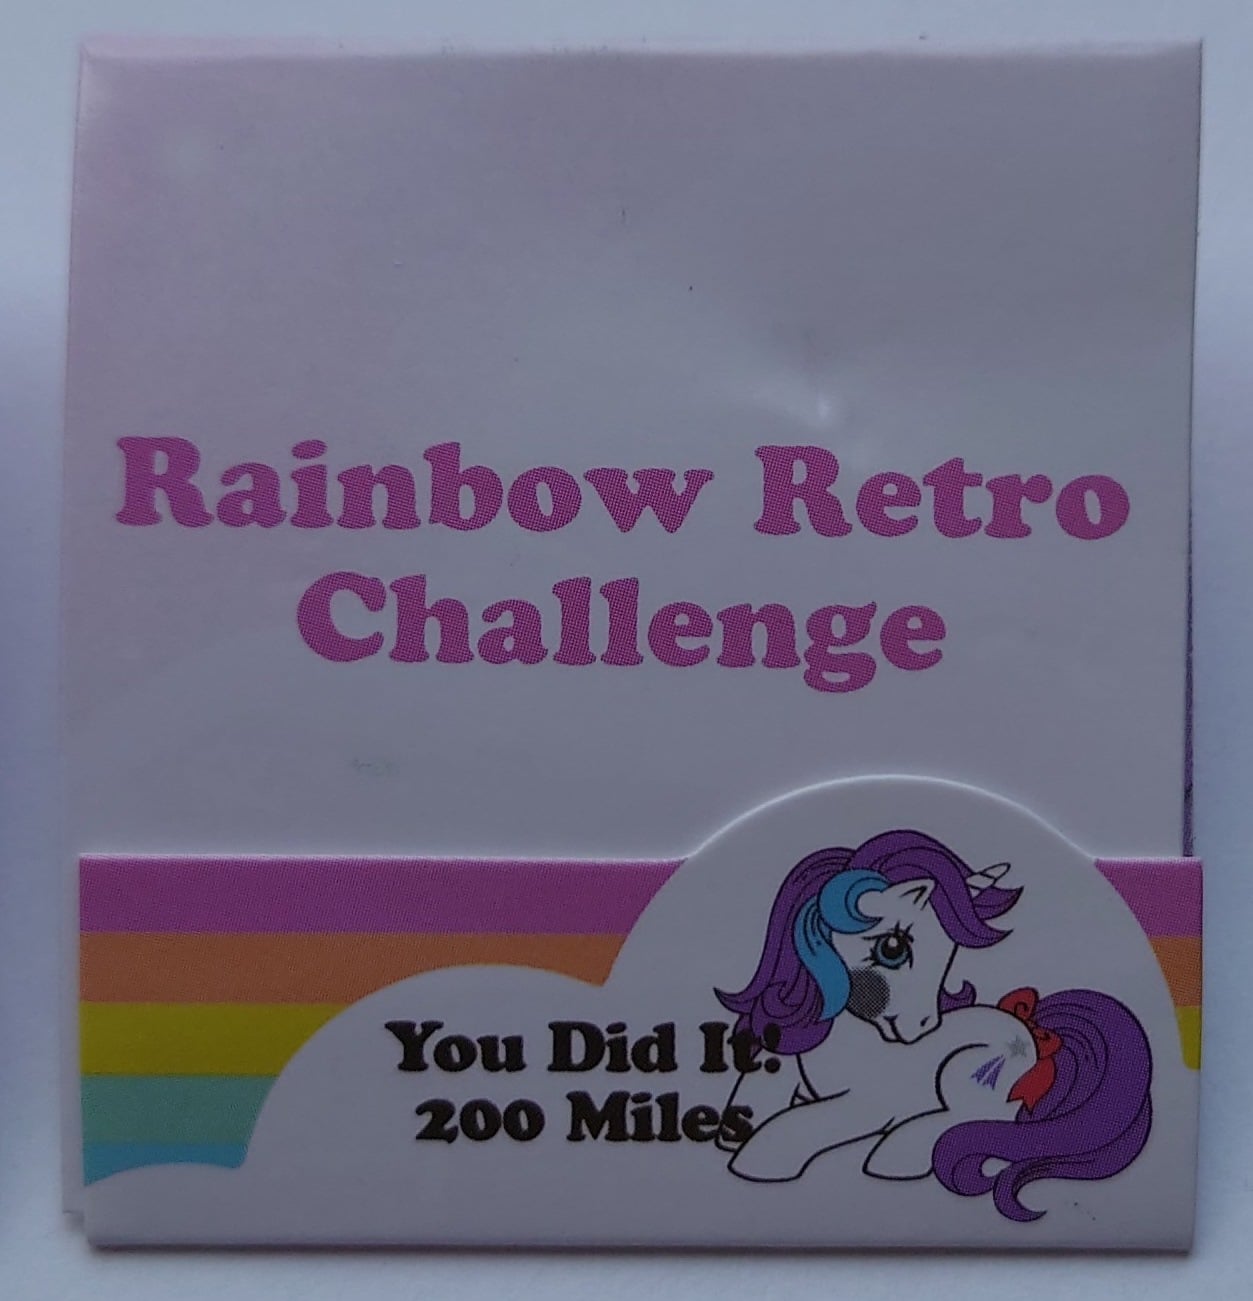 Rainbow Retro
Challenge
You Did It!
200 Miles